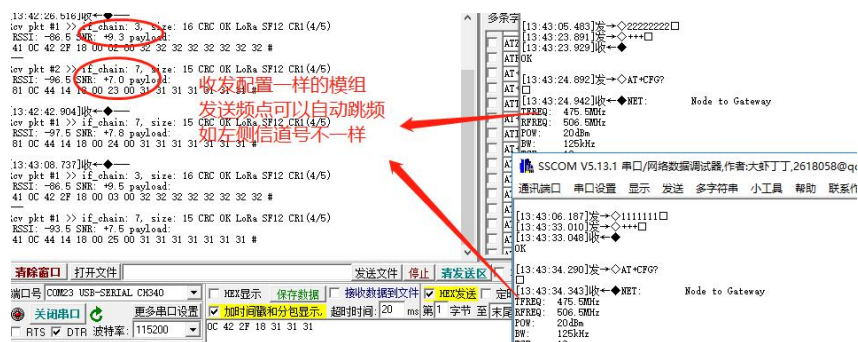 [13:42:26.516]收←◆——
cv pkt #1 >> if_chain: 3, size: 16 CRC OK LoRa SF12 CR1(4/5)
RSSI: -86.5 SNR: +9.3 payload:
41 0C 42 2F 18 00 02 00 32 32 32 32 32 32 32 32 #
cv pkt #2 >> if_chain: 7, size: 15 CRC OK LoRa SF12 CR1(4/5)
RSSI: -96.5 SNR: +7.0 payload:
81 0C 44 14 18 00 23 00 31 31 31 31 31 31 31 #
[13:42:42.904]收←◆——
cv pkt #1 >> if_chain: 7, size: 15 CRC OK LoRa SF12 CR1(4/5)
RSSI: -97.5 SNR: +7.8 payload:
81 0C 44 14 18 00 24 00 31 31 31 31 31 31 31 #
[13:43:08.737]收←◆——
cv pkt #1 >> if_chain: 7, size: 16 CRC OK LoRa SF12 CR1(4/5)
RSSI: -86.5 SNR: +9.5 payload:
41 0C 42 2F 18 00 03 00 32 32 32 32 32 32 32 32 #
cv pkt #1 >> if_chain: 7, size: 15 CRC OK LoRa SF12 CR1(4/5)
RSSI: -93.5 SNR: +7.5 payload:
41 0C 44 14 18 00 25 00 31 31 31 31 31 31 31 #
收发配置一样的模组
发送频点可以自动跳频
如左侧信道号不一样
清除窗口 打开文件 发送文件 停止 清发送区
端口号 COM23 USB-SERIAL CH340 HEX显示 保存数据 接收数据到文件 HEX发送 定时
关闭串口 更多串口设置 加时间戳和分包显示, 超时时间: 20 ms 第1 字节 至 末尾
RTS DTR 波特率: 115200 0C 42 2F 18 31 31 31
多条字
[13:43:05.483]发→◇22222222□
[13:43:23.891]发→◇+++□
[13:43:23.929]收←◆
OK
[13:43:24.892]发→◇AT+CFG?
[13:43:24.942]收←◆NET: Node to Gateway
TFREQ: 475.5MHz
RFREQ: 506.5MHz
POW: 20dBm
BW: 125kHz
SSCOM V5.13.1 串口/网络数据调试器,作者:大虾丁丁,2618058@qq
通讯端口 串口设置 显示 发送 多字符串 小工具 帮助 联系作
[13:43:06.187]发→◇1111111□
[13:43:33.010]发→◇+++□
[13:43:33.048]收←◆
OK
[13:43:34.290]发→◇AT+CFG?
□
[13:43:34.343]收←◆NET: Node to Gateway
TFREQ: 475.5MHz
RFREQ: 506.5MHz
POW: 20dBm
BW: 125kHz